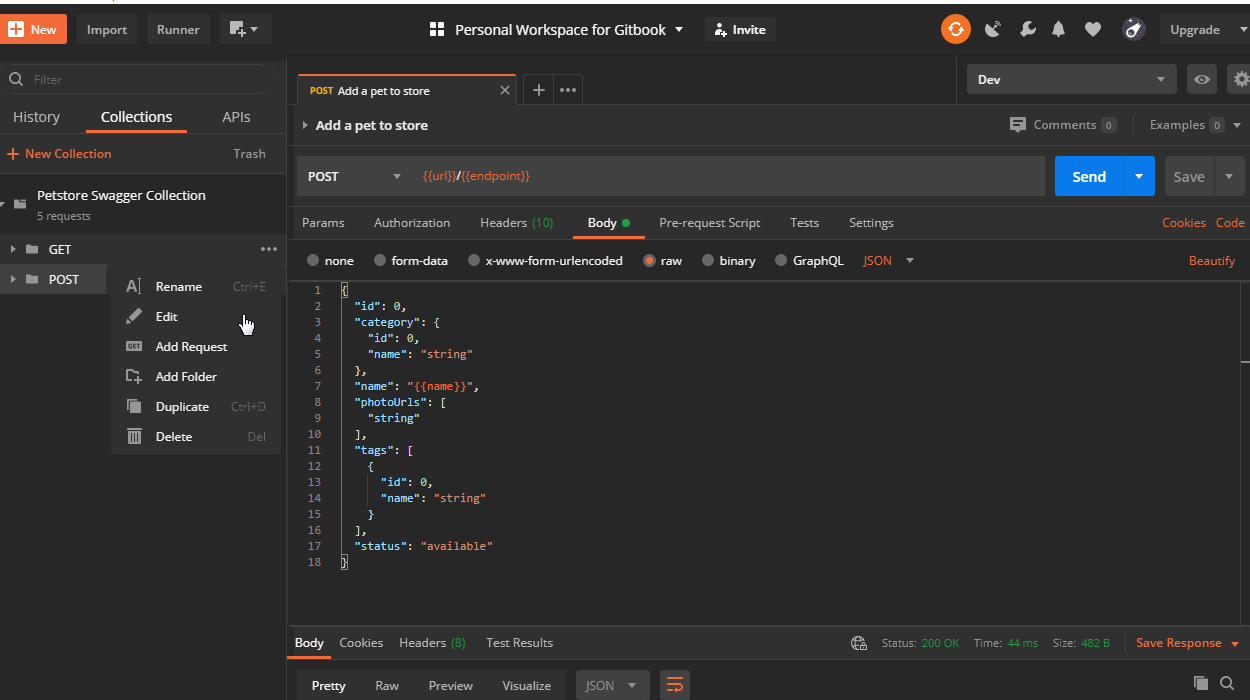 New Import Runner Personal Workspace for Gitbook Invite Upgrade
Filter
History Collections APIs
+ New Collection Trash
Petstore Swagger Collection
5 requests
GET
POST
Rename Ctrl+E
Edit
GET Add Request
Add Folder
Duplicate Ctrl+D
Delete Del
POST Add a pet to store
Dev
Add a pet to store Comments 0 Examples 0
POST {{url}}/{{endpoint}} Send Save
Params Authorization Headers (10) Body Pre-request Script Tests Settings Cookies Code
none form-data x-www-form-urlencoded raw binary GraphQL JSON Beautify
1 {
2 "id": 0,
3 "category": {
4 "id": 0,
5 "name": "string"
6 },
7 "name": "{{name}}",
8 "photoUrls": [
9 "string"
10 ],
11 "tags": [
12 {
13 "id": 0,
14 "name": "string"
15 }
16 ],
17 "status": "available"
18 }
Body Cookies Headers (8) Test Results Status: 200 OK Time: 44 ms Size: 482 B Save Response
Pretty Raw Preview Visualize JSON